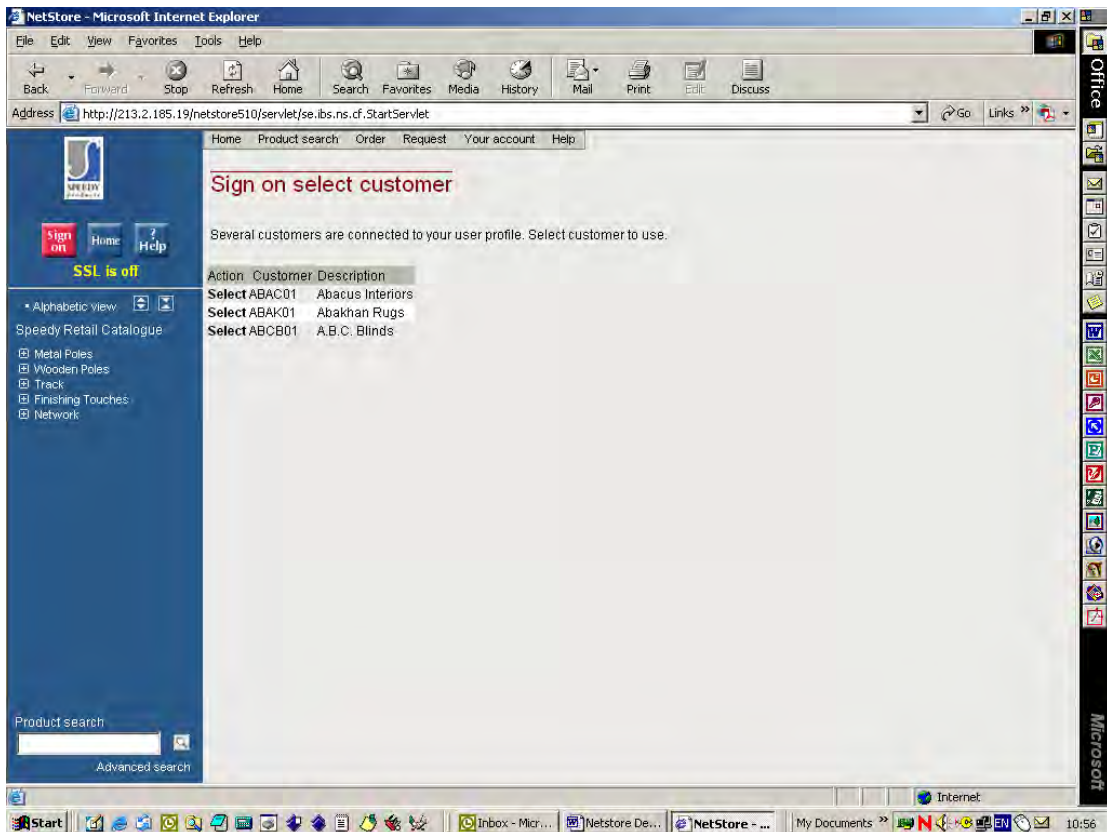 NetStore - Microsoft Internet Explorer
File Edit View Favorites Tools Help
Back Forward Stop Refresh Home Search Favorites Media History Mail Print Edit Discuss
Address http://213.2.185.19/netstore510/servlet/se.ibs.ns.cf.StartServlet Go Links »
Home Product search Order Request Your account Help
SPEEDY
Sign on select customer
Sign on Home ? Help
SSL is off
Several customers are connected to your user profile. Select customer to use.
Action Customer Description
Select ABAC01 Abacus Interiors
Select ABAK01 Abakhan Rugs
Select ABCB01 A.B.C. Blinds
Alphabetic view
Speedy Retail Catalogue
Metal Poles
Wooden Poles
Track
Finishing Touches
Network
Product search
Advanced search
Internet
Start Inbox - Micr... Netstore De... NetStore - ... My Documents » EN 10:56
Office
Microsoft